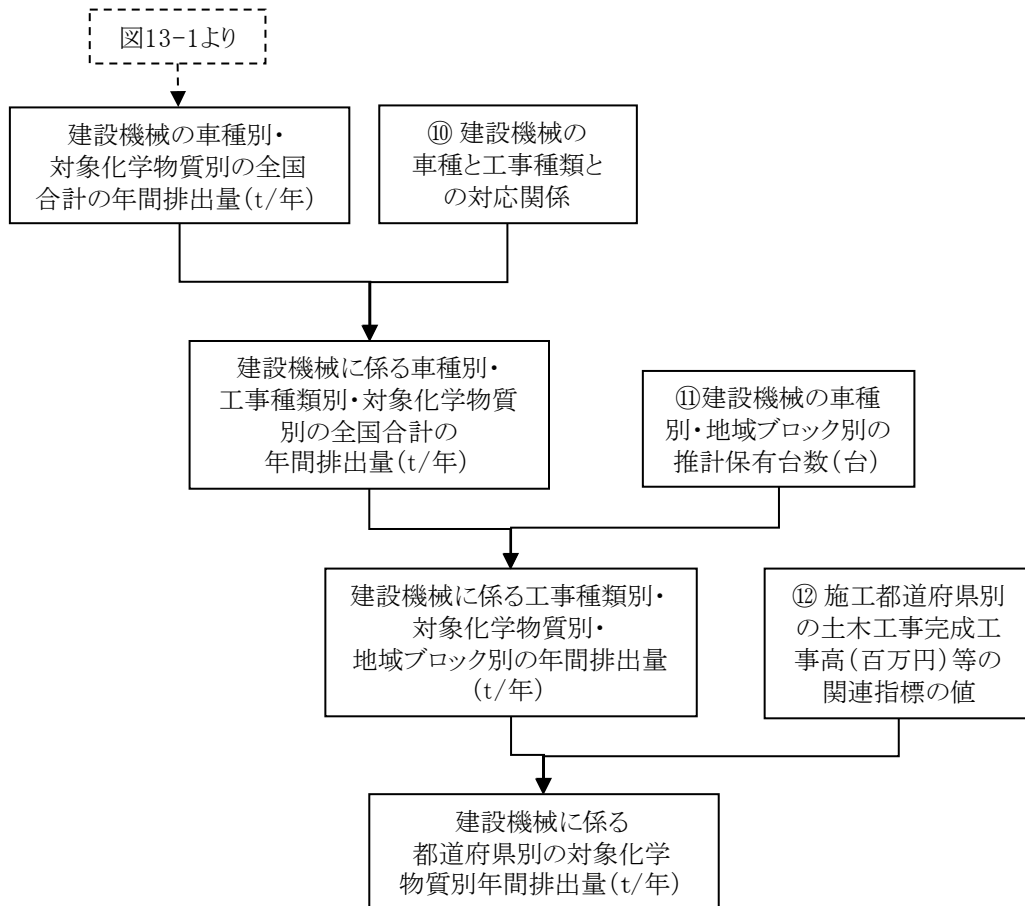 図13-1より
建設機械の車種別・
対象化学物質別の全国
合計の年間排出量(t/年)
⑩ 建設機械の
車種と工事種類と
の対応関係
建設機械に係る車種別・
工事種類別・対象化学物質
別の全国合計の
年間排出量(t/年)
⑪建設機械の車種
別・地域ブロック別の
推計保有台数(台)
建設機械に係る工事種類別・
対象化学物質別・
地域ブロック別の年間排出量
(t/年)
⑫ 施工都道府県別
の土木工事完成工
事高(百万円)等の
関連指標の値
建設機械に係る
都道府県別の対象化学
物質別年間排出量(t/年)